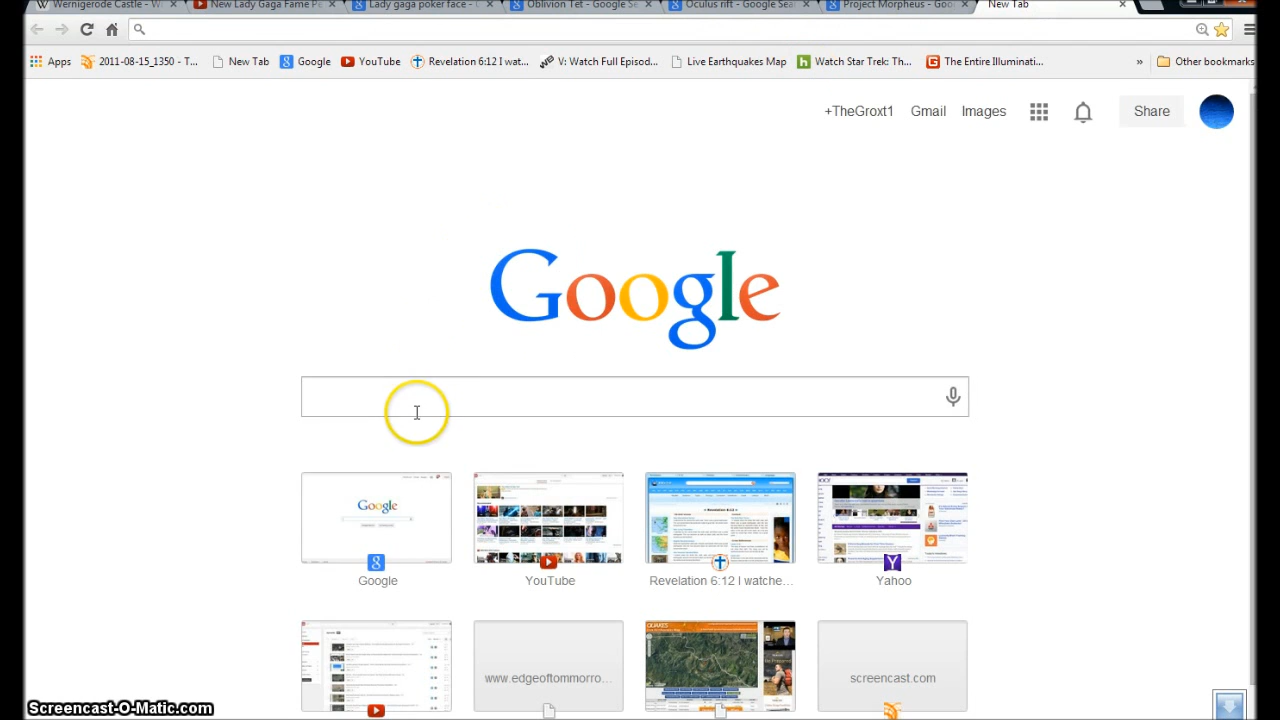 Wernigerode Castle - W
New Lady Gaga Fame
Lady gaga poker face
Oblivion Tet - Google Se
Oculus rift - Google Sea
Project Morpheus
New Tab
Apps
2011-08-15_1350 - T...
New Tab
Google
YouTube
Revelation 6:12 I wat...
V: Watch Full Episod...
Live Earthquakes Map
Watch Star Trek: Th...
The Entire Illuminati...
»
Other bookmarks
+TheGroxt1
Gmail
Images
Share
Google
Google
YouTube
Revelation 6:12 I watche...
Yahoo
www.edgeoftommorro...
screencast.com
Screencast-O-Matic.com